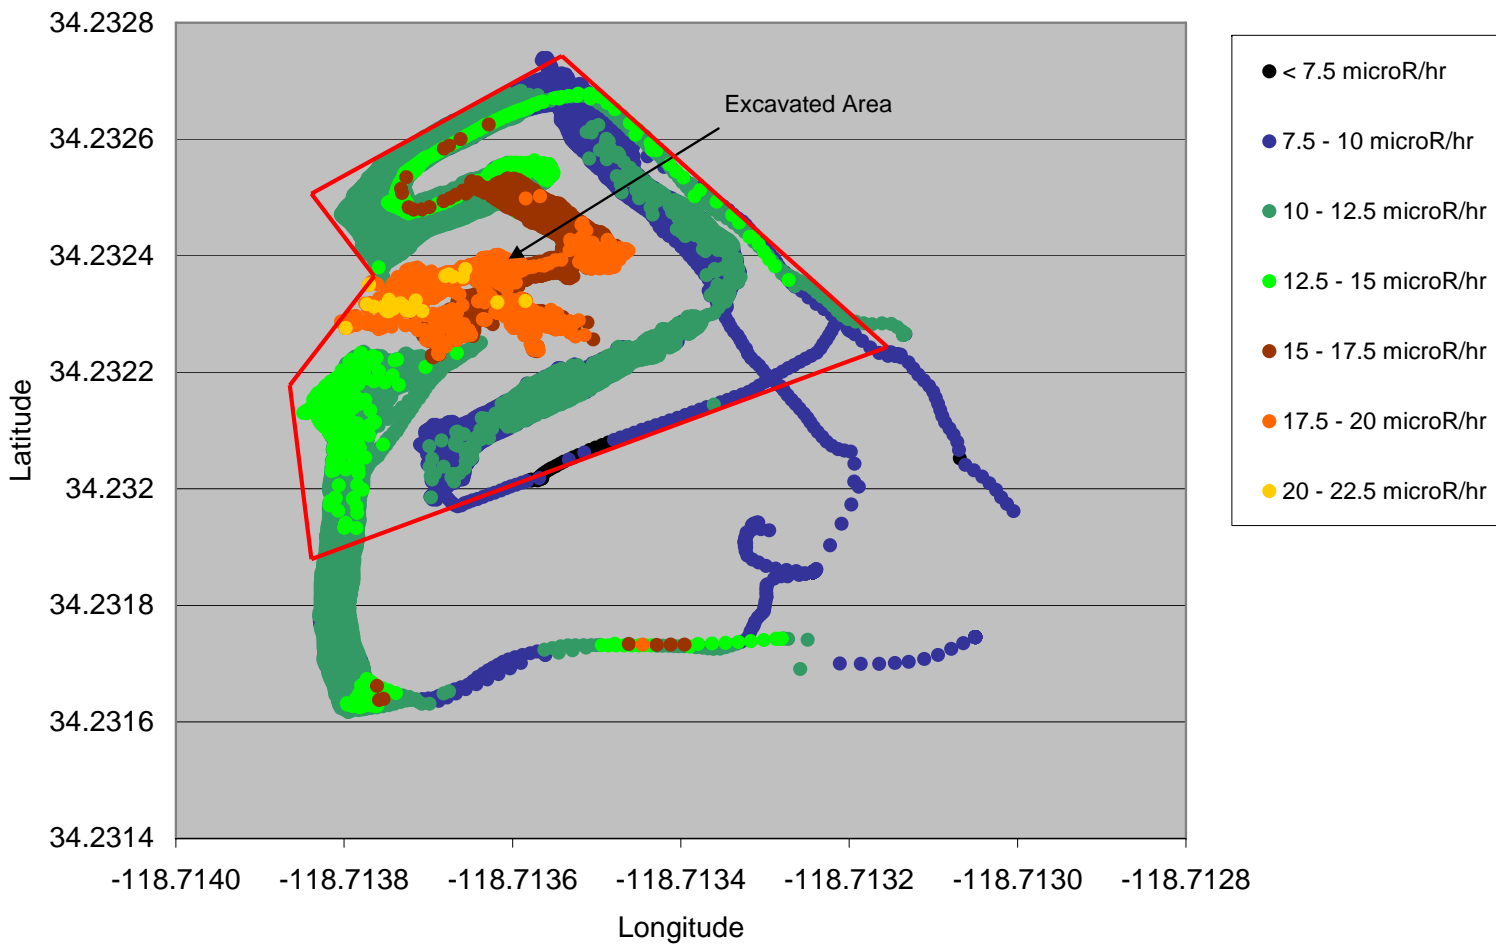 34.2328
34.2326
34.2324
34.2322
34.232
34.2318
34.2316
34.2314
Latitude
Excavated Area
-118.7140 -118.7138 -118.7136 -118.7134 -118.7132 -118.7130 -118.7128
Longitude
< 7.5 microR/hr
7.5 - 10 microR/hr
10 - 12.5 microR/hr
12.5 - 15 microR/hr
15 - 17.5 microR/hr
17.5 - 20 microR/hr
20 - 22.5 microR/hr